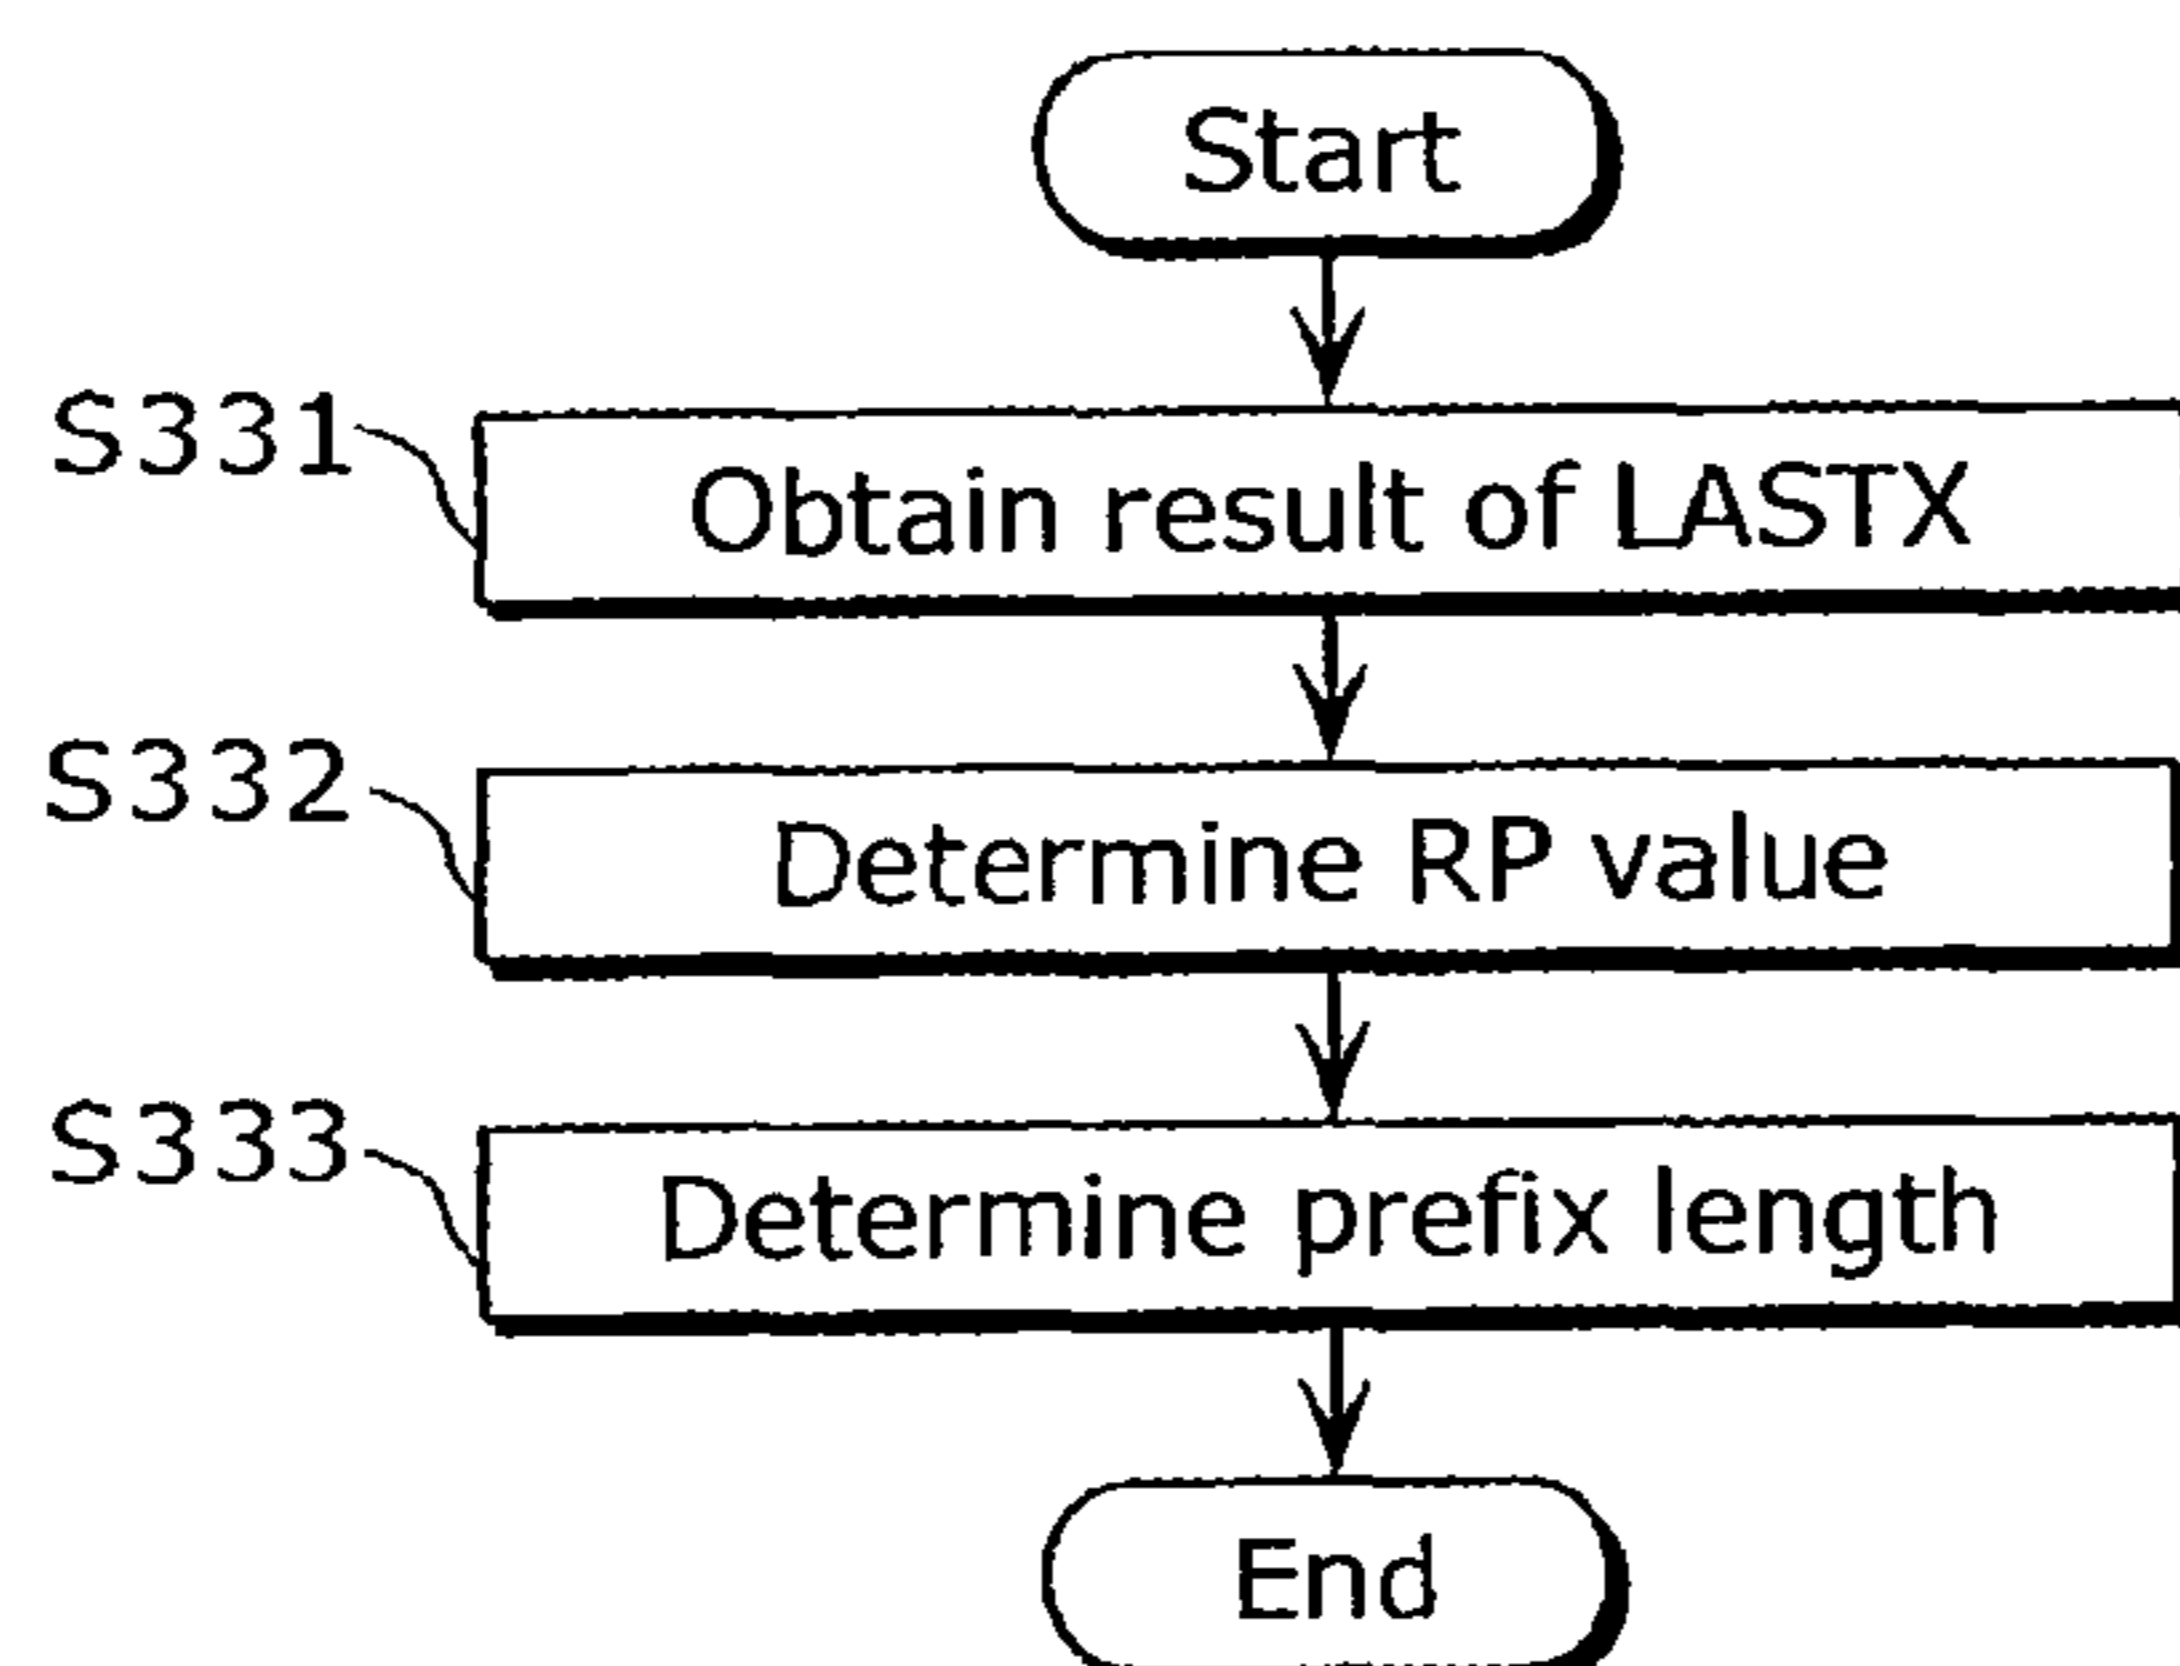 Start
S331
Obtain result of LASTX
S332
Determine RP value
S333
Determine prefix length
End